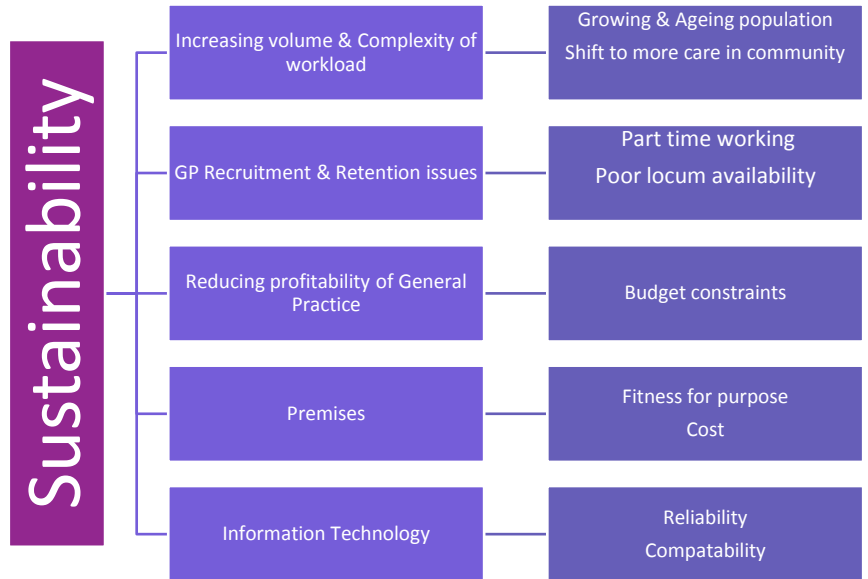 Sustainability
Increasing volume & Complexity of
workload
Growing & Ageing population
Shift to more care in community
GP Recruitment & Retention issues
Part time working
Poor locum availability
Reducing profitability of General
Practice
Budget constraints
Premises
Fitness for purpose
Cost
Information Technology
Reliability
Compatability